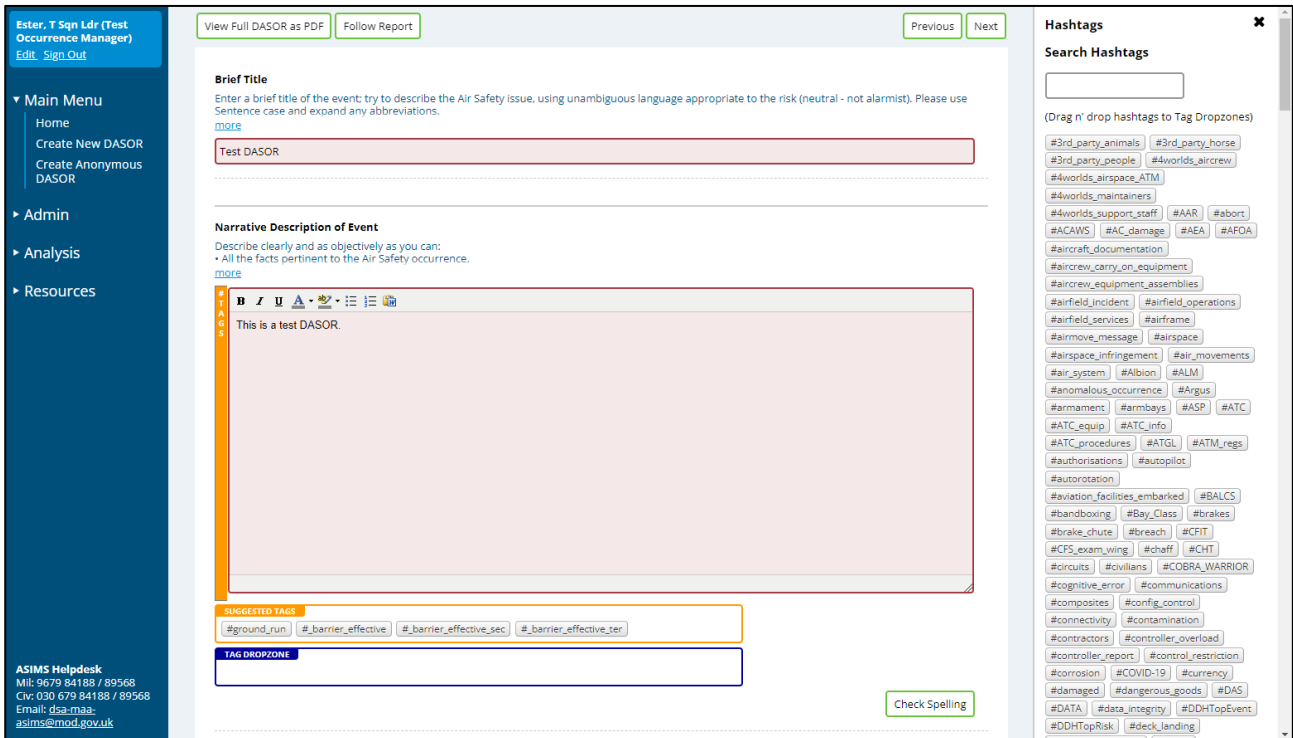 Ester, T Sqn Ldr (Test
Occurrence Manager)
Edit Sign Out
Main Menu
Home
Create New DASOR
Create Anonymous
DASOR
Admin
Analysis
Resources
ASIMS Helpdesk
Mil: 9679 84188 / 89568
Civ: 030 679 84188 / 89568
Email: dsa-maa-
asims@mod.gov.uk
View Full DASOR as PDF Follow Report Previous Next
Brief Title
Enter a brief title of the event; try to describe the Air Safety issue, using unambiguous language appropriate to the risk (neutral - not alarmist). Please use
Sentence case and expand any abbreviations.
more
Test DASOR
Narrative Description of Event
Describe clearly and as objectively as you can:
• All the facts pertinent to the Air Safety occurrence.
more
#TAGS
B I U A ab
This is a test DASOR.
SUGGESTED TAGS
#ground_run #_barrier_effective #_barrier_effective_sec #_barrier_effective_ter
TAG DROPZONE
Check Spelling
Hashtags
Search Hashtags
(Drag n' drop hashtags to Tag Dropzones)
#3rd_party_animals #3rd_party_horse
#3rd_party_people #4worlds_aircrew
#4worlds_airspace_ATM
#4worlds_maintainers
#4worlds_support_staff #AAR #abort
#ACAWS #AC_damage #AEA #AFOA
#aircraft_documentation
#aircrew_carry_on_equipment
#aircrew_equipment_assemblies
#airfield_incident #airfield_operations
#airfield_services #airframe
#airmove_message #airspace
#airspace_infringement #air_movements
#air_system #Albion #ALM
#anomalous_occurrence #Argus
#armament #armbays #ASP #ATC
#ATC_equip #ATC_info
#ATC_procedures #ATGL #ATM_regs
#authorisations #autopilot
#autorotation
#aviation_facilities_embarked #BALCS
#bandboxing #Bay_Class #brakes
#brake_chute #breach #CFIT
#CFS_exam_wing #chaff #CHT
#circuits #civilians #COBRA_WARRIOR
#cognitive_error #communications
#composites #config_control
#connectivity #contamination
#contractors #controller_overload
#controller_report #control_restriction
#corrosion #COVID-19 #currency
#damaged #dangerous_goods #DAS
#DATA #data_integrity #DDHTopEvent
#DDHTopRisk #deck_landing